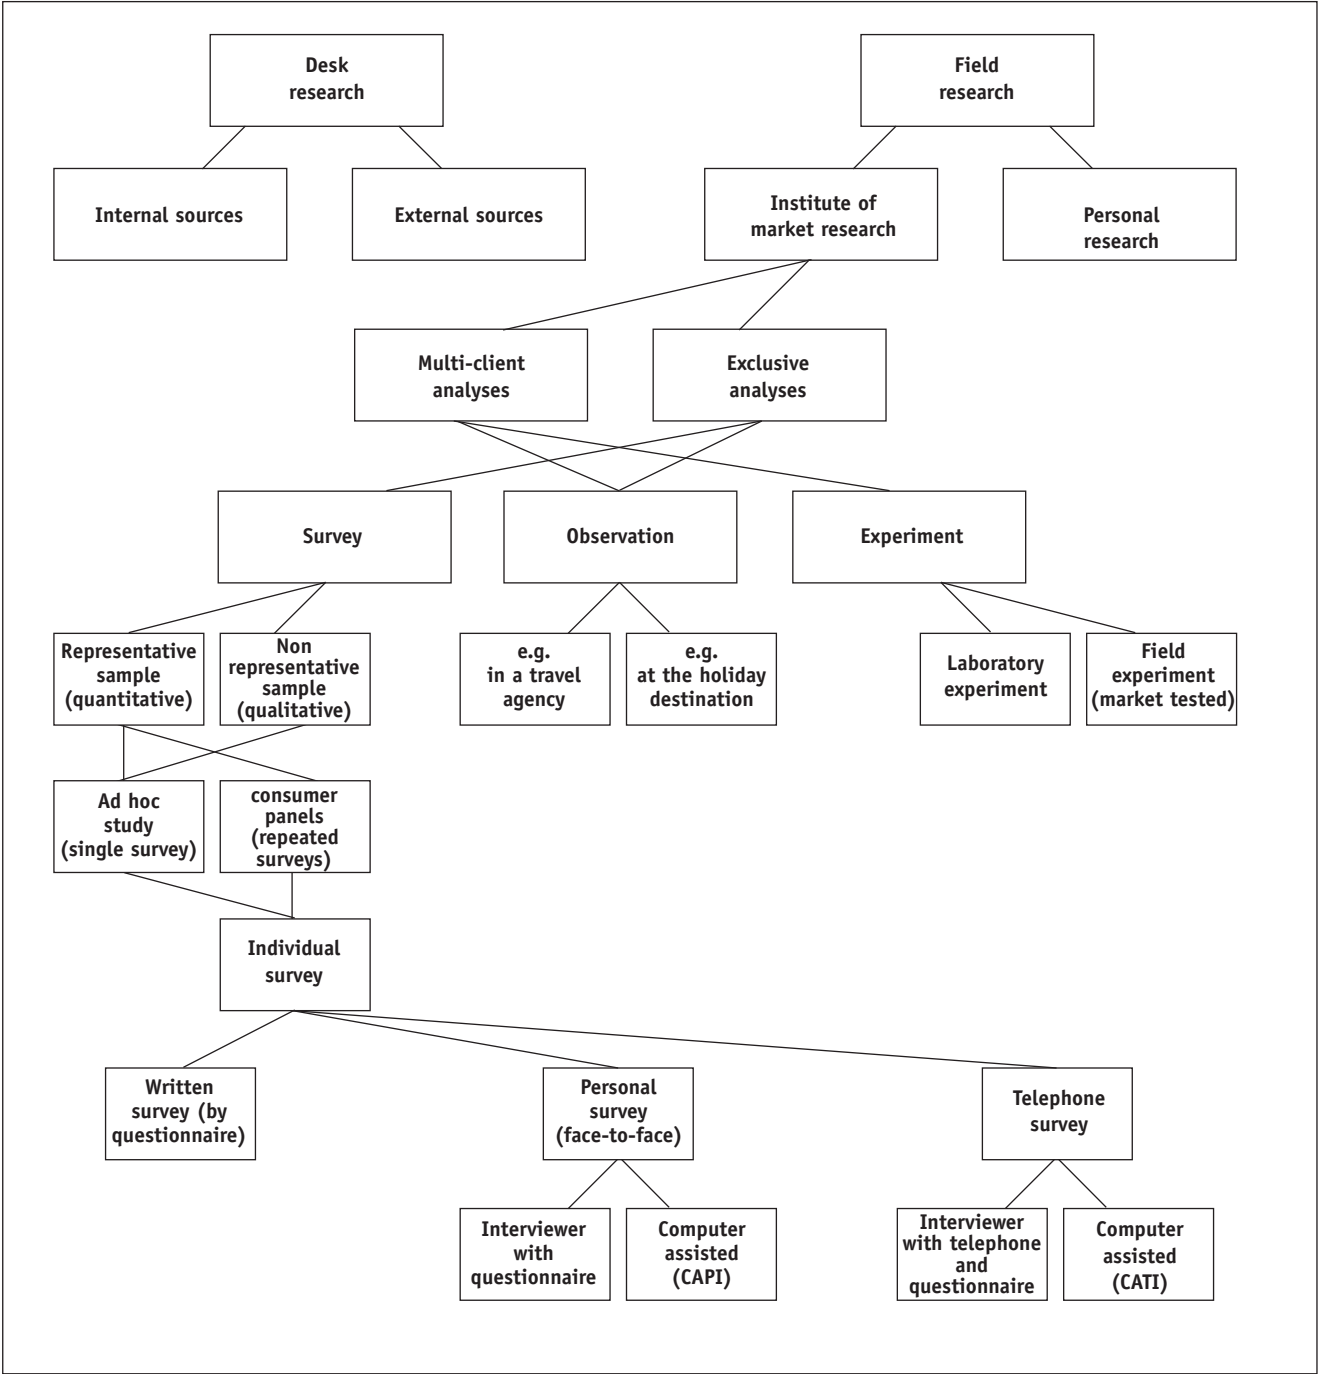 Desk
research
Field
research
Internal sources
External sources
Institute of
market research
Personal
research
Multi-client
analyses
Exclusive
analyses
Survey
Observation
Experiment
Representative
sample
(quantitative)
Non
representative
sample
(qualitative)
e.g.
in a travel
agency
e.g.
at the holiday
destination
Laboratory
experiment
Field
experiment
(market tested)
Ad hoc
study
(single survey)
consumer
panels
(repeated
surveys)
Individual
survey
Written
survey (by
questionnaire)
Personal
survey
(face-to-face)
Telephone
survey
Interviewer
with
questionnaire
Computer
assisted
(CAPI)
Interviewer
with telephone
and
questionnaire
Computer
assisted
(CATI)